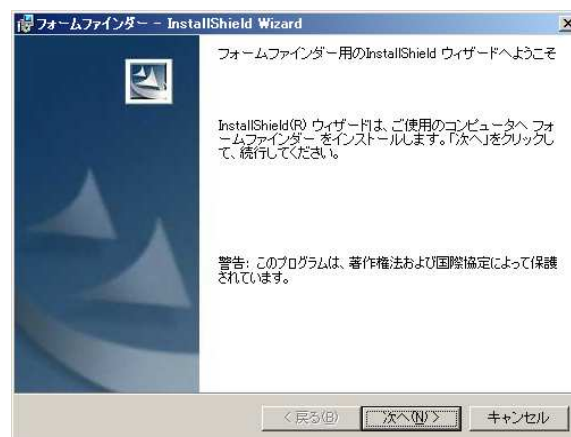 フォームファインダー - InstallShield Wizard
フォームファインダー用のInstallShield ウィザードへようこそ
InstallShield(R) ウィザードは、ご使用のコンピュータへ フォ
ームファインダー をインストールします。「次へ」をクリックし
て、続行してください。
警告: このプログラムは、著作権法および国際協定によって保護
されています。
< 戻る(B)
次へ(N) >
キャンセル